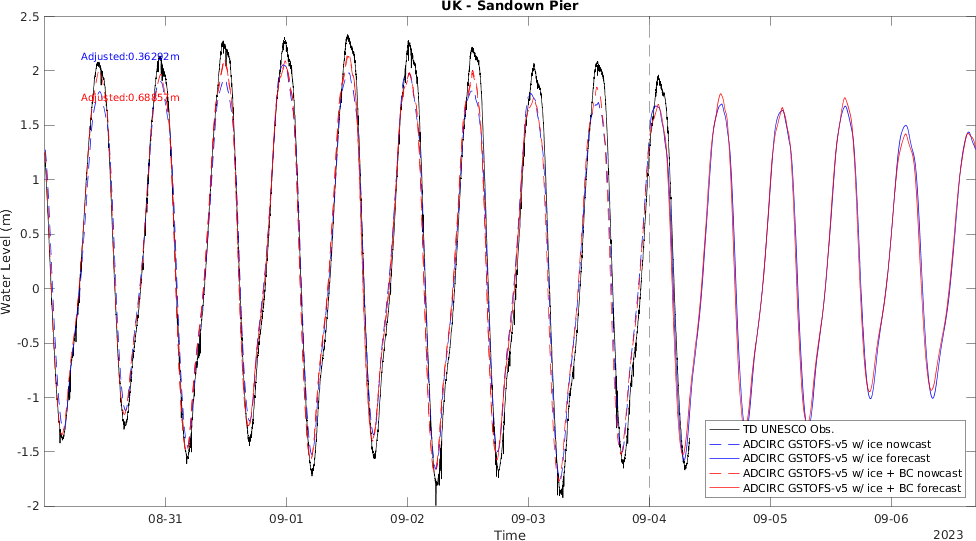 UK - Sandown Pier
2.5
2
1.5
1
0.5
0
-0.5
-1
-1.5
-2
Water Level (m)
Adjusted:0.36292m
08-31
09-01
09-02
09-03
09-04
09-05
09-06
Time
2023
TD UNESCO Obs.
ADCIRC GSTOFS-v5 w/ ice nowcast
ADCIRC GSTOFS-v5 w/ ice forecast
ADCIRC GSTOFS-v5 w/ ice + BC nowcast
ADCIRC GSTOFS-v5 w/ ice + BC forecast